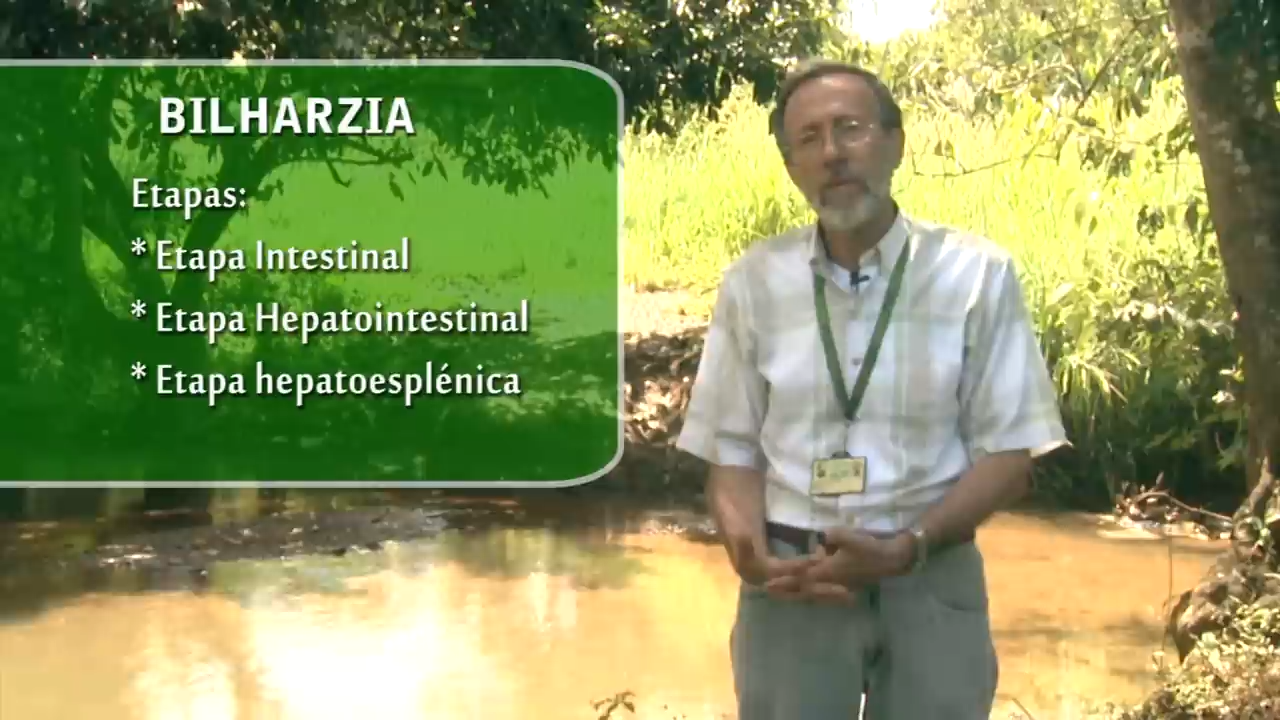 BILHARZIA
Etapas:
* Etapa Intestinal
* Etapa Hepatointestinal
* Etapa hepatoesplénica